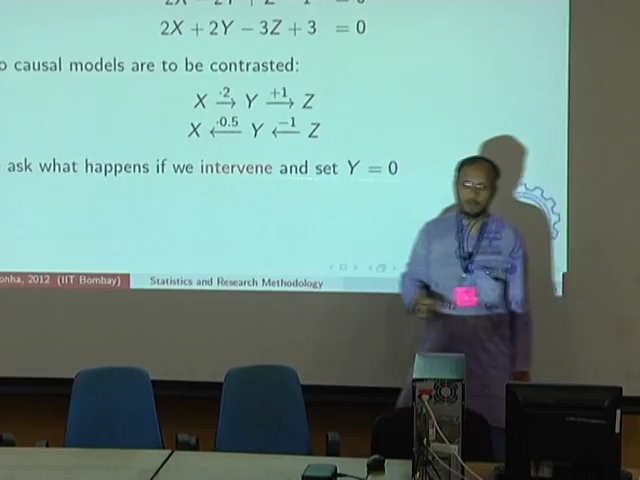 2X + 2Y − 3Z + 3 = 0
causal models are to be contrasted:
X ·2→ Y +1→ Z
X ←·0.5 Y ←−1 Z
ask what happens if we intervene and set Y = 0
2012 (IIT Bombay) Statistics and Research Methodology